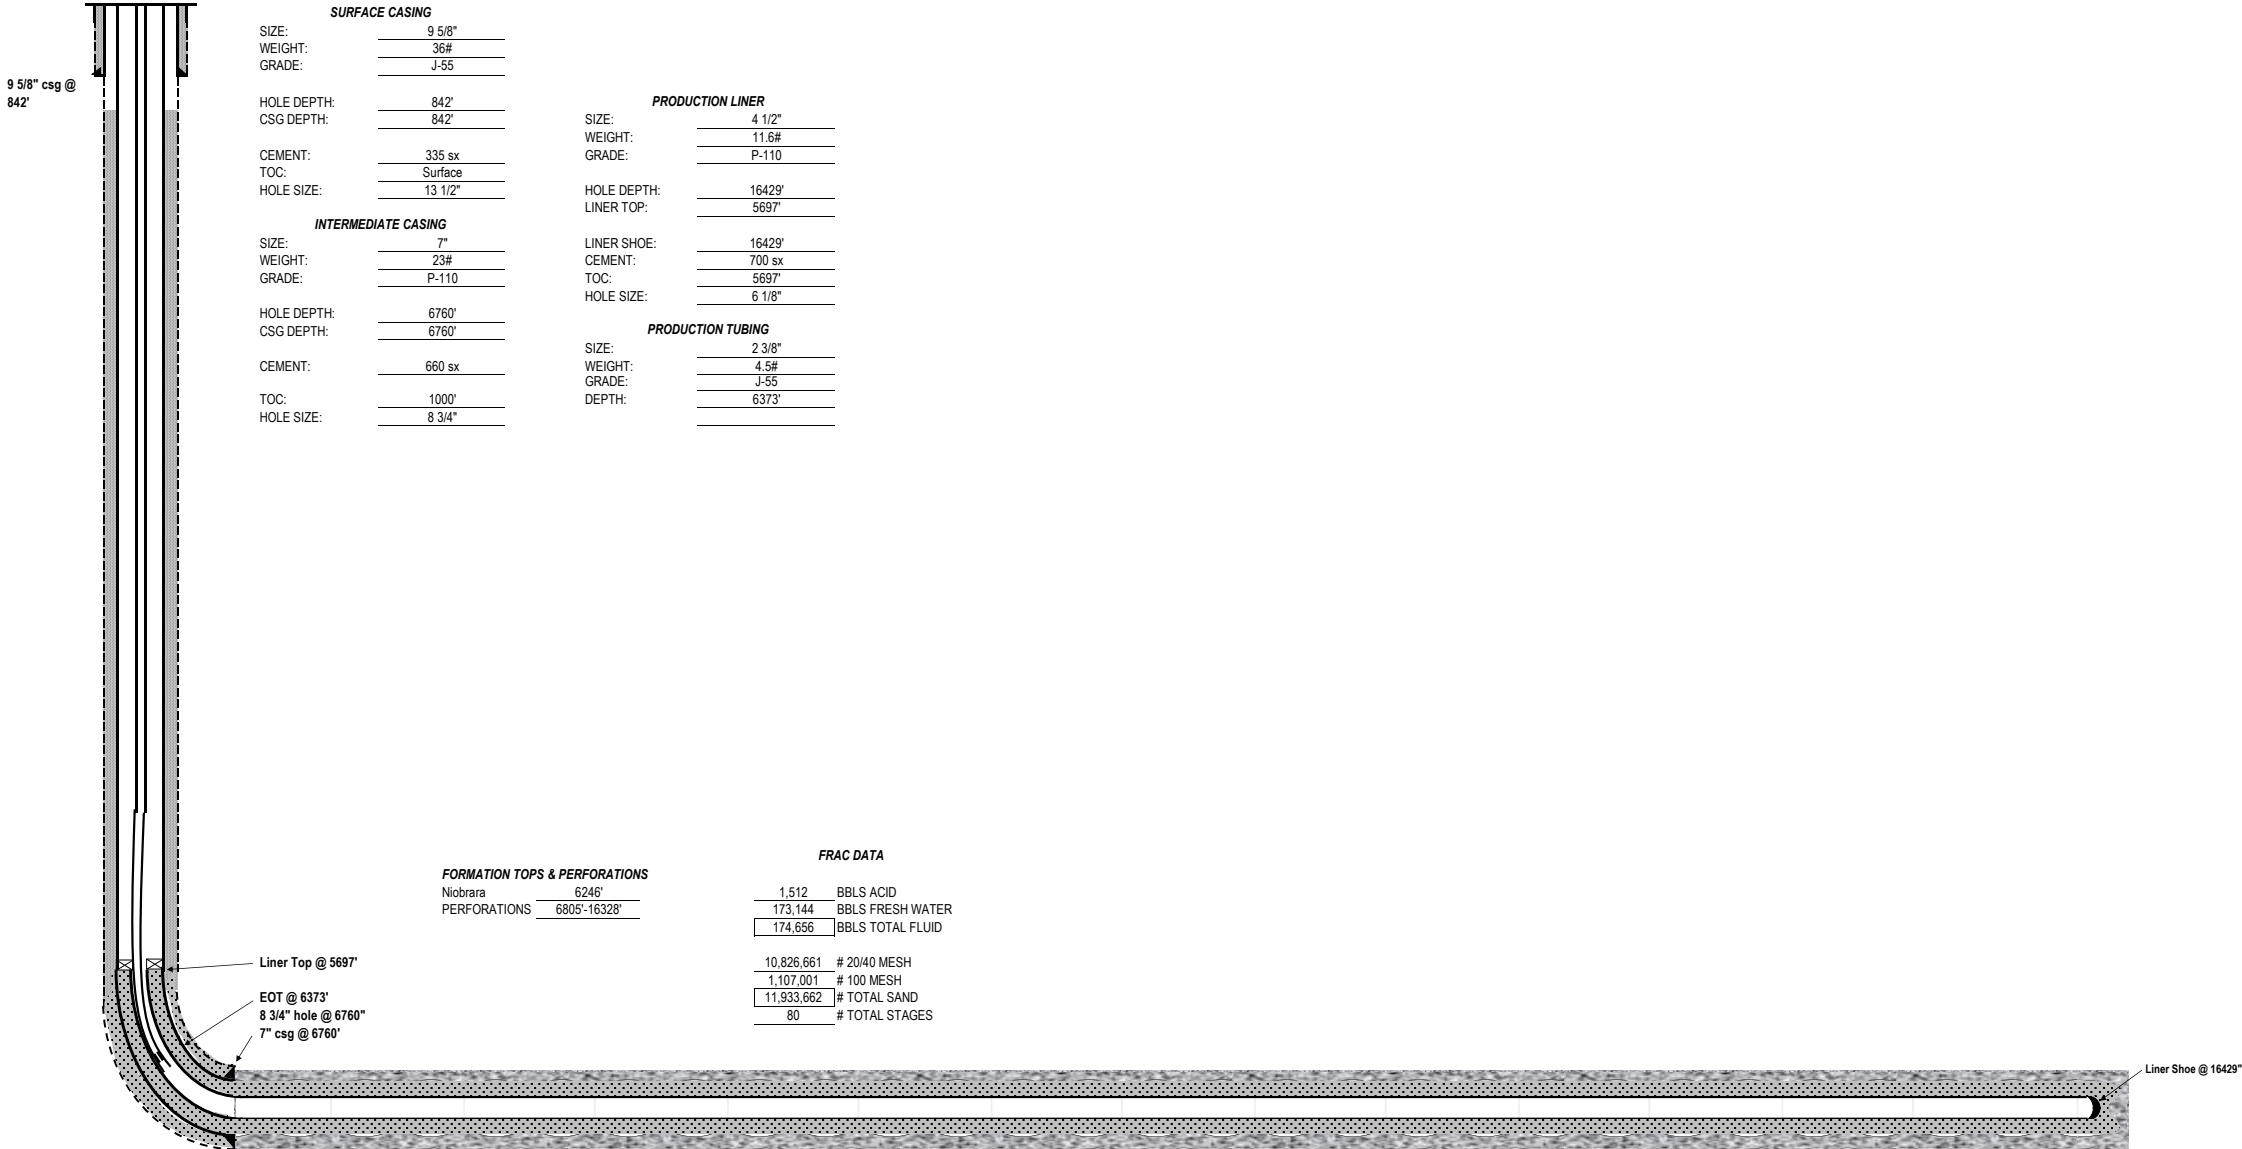 9 5/8" csg @
842'
SURFACE CASING
SIZE: 9 5/8"
WEIGHT: 36#
GRADE: J-55
HOLE DEPTH: 842'
CSG DEPTH: 842'
CEMENT: 335 sx
TOC: Surface
HOLE SIZE: 13 1/2"
INTERMEDIATE CASING
SIZE: 7"
WEIGHT: 23#
GRADE: P-110
HOLE DEPTH: 6760'
CSG DEPTH: 6760'
CEMENT: 660 sx
TOC: 1000'
HOLE SIZE: 8 3/4"
PRODUCTION LINER
SIZE: 4 1/2"
WEIGHT: 11.6#
GRADE: P-110
HOLE DEPTH: 16429'
LINER TOP: 5697'
LINER SHOE: 16429'
CEMENT: 700 sx
TOC: 5697'
HOLE SIZE: 6 1/8"
PRODUCTION TUBING
SIZE: 2 3/8"
WEIGHT: 4.5#
GRADE: J-55
DEPTH: 6373'
FORMATION TOPS & PERFORATIONS
Niobrara 6246'
PERFORATIONS 6805'-16328'
FRAC DATA
1,512 BBLS ACID
173,144 BBLS FRESH WATER
174,656 BBLS TOTAL FLUID
10,826,661 # 20/40 MESH
1,107,001 # 100 MESH
11,933,662 # TOTAL SAND
80 # TOTAL STAGES
Liner Top @ 5697'
EOT @ 6373'
8 3/4" hole @ 6760"
7" csg @ 6760'
Liner Shoe @ 16429"